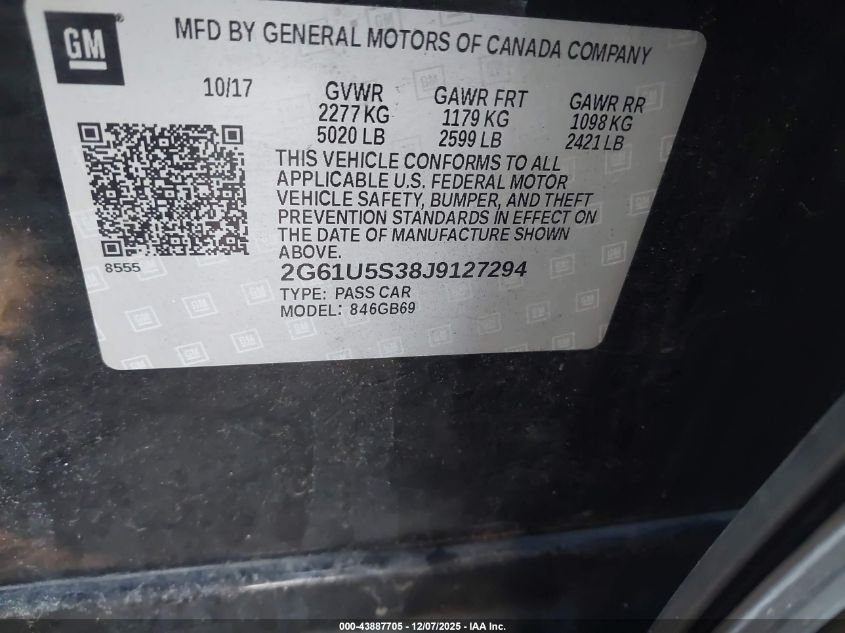 GM
MFD BY GENERAL MOTORS OF CANADA COMPANY
10/17
GVWR
2277 KG
5020 LB
GAWR FRT
1179 KG
2599 LB
GAWR RR
1098 KG
2421 LB
THIS VEHICLE CONFORMS TO ALL
APPLICABLE U.S. FEDERAL MOTOR
VEHICLE SAFETY, BUMPER, AND THEFT
PREVENTION STANDARDS IN EFFECT ON
THE DATE OF MANUFACTURE SHOWN
ABOVE.
8555
2G61U5S38J9127294
TYPE: PASS CAR
MODEL: 846GB69
000-43887705 - 12/07/2025 - IAA Inc.